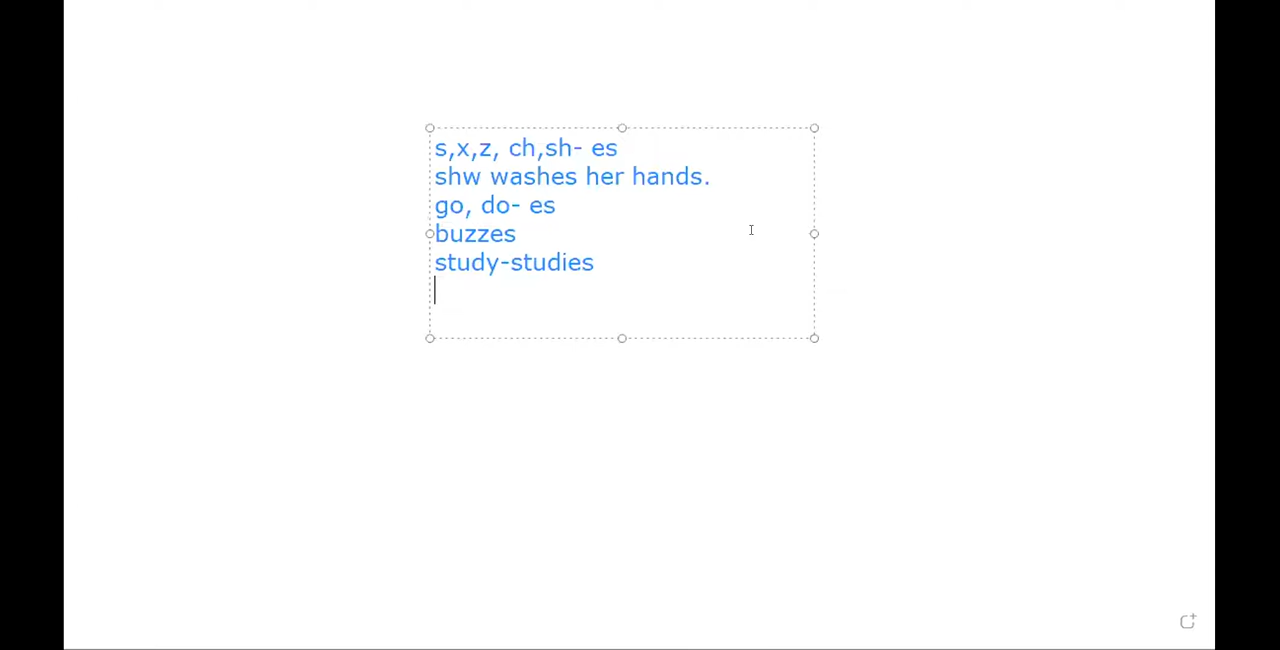 s,x,z, ch,sh- es
shw washes her hands.
go, do- es
buzzes
study-studies